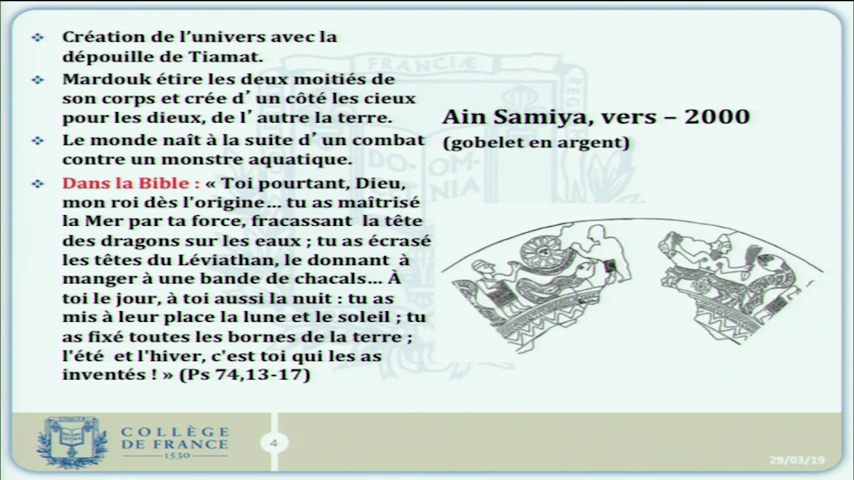 Création de l’univers avec la
dépouille de Tiamat.
Mardouk étire les deux moitiés de
son corps et crée d’un côté les cieux
pour les dieux, de l’autre la terre.
Le monde naît à la suite d’un combat
contre un monstre aquatique.
Dans la Bible : « Toi pourtant, Dieu,
mon roi dès l'origine… tu as maîtrisé
la Mer par ta force, fracassant la tête
des dragons sur les eaux ; tu as écrasé
les têtes du Léviathan, le donnant à
manger à une bande de chacals… À
toi le jour, à toi aussi la nuit : tu as
mis à leur place la lune et le soleil ; tu
as fixé toutes les bornes de la terre ;
l'été et l'hiver, c'est toi qui les as
inventés ! » (Ps 74,13-17)
Ain Samiya, vers – 2000
(gobelet en argent)
FRANCIÆ
DO- OM-
CET NIA
COLLÈGE
DE FRANCE
1530
4
29/03/19